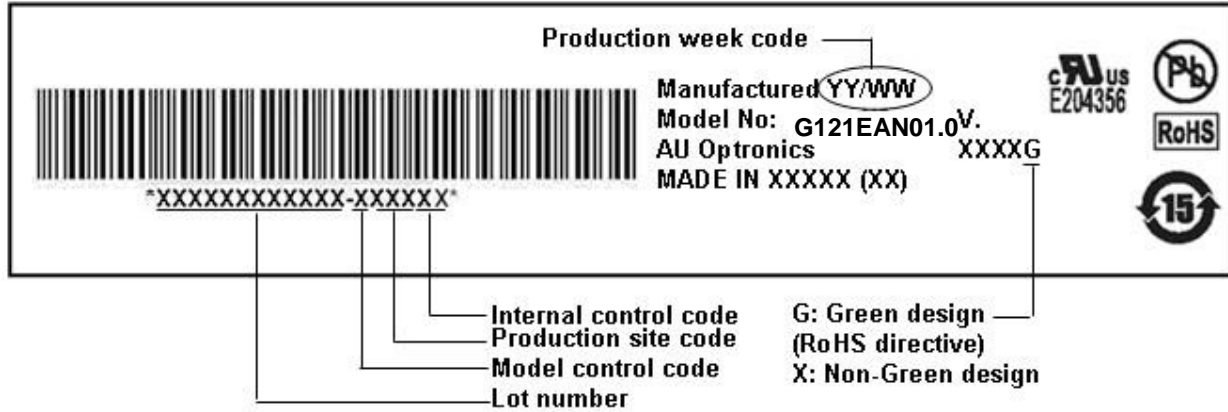 Production week code
Manufactured YY/WW
Model No: G121EAN01.0 V.
AU Optronics XXXXG
MADE IN XXXXX (XX)
c RU us
E204356
Pb
RoHS
15
*XXXXXXXXXXXX-XXXXXX*
Internal control code
Production site code
Model control code
Lot number
G: Green design
(RoHS directive)
X: Non-Green design